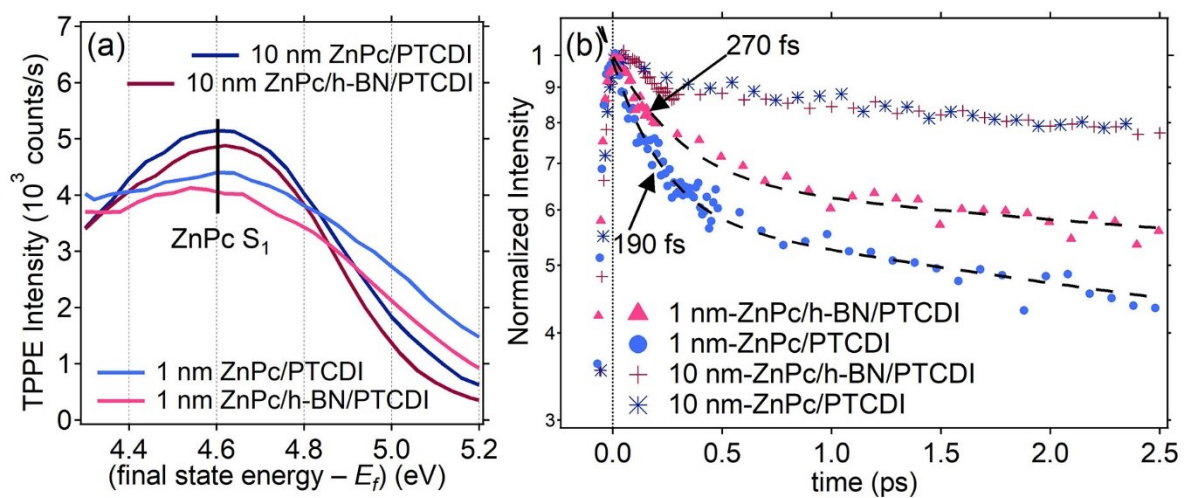 (a)
10 nm ZnPc/PTCDI
10 nm ZnPc/h-BN/PTCDI
ZnPc S₁
1 nm ZnPc/PTCDI
1 nm ZnPc/h-BN/PTCDI
TPPE Intensity (10³ counts/s)
7
6
5
4
3
2
1
0
4.4 4.6 4.8 5.0 5.2
(final state energy – E_f) (eV)
(b)
270 fs
190 fs
1 nm-ZnPc/h-BN/PTCDI
1 nm-ZnPc/PTCDI
10 nm-ZnPc/h-BN/PTCDI
10 nm-ZnPc/PTCDI
Normalized Intensity
1
9
8
7
6
5
4
3
0.0 0.5 1.0 1.5 2.0 2.5
time (ps)